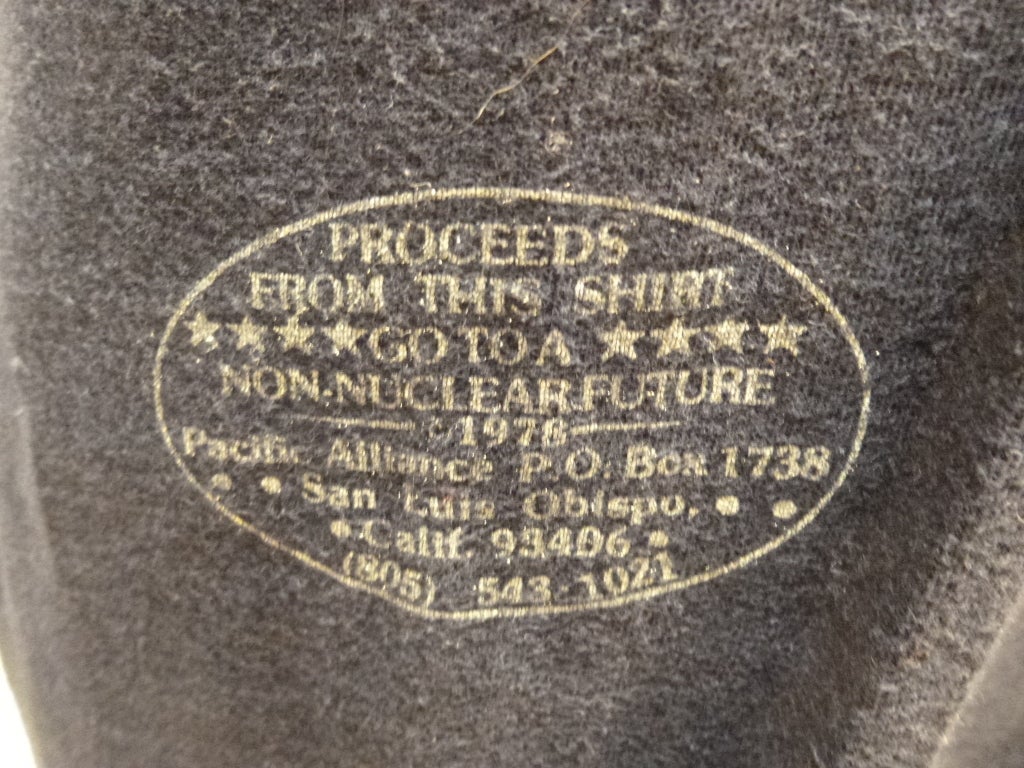 PROCEEDS
FROM THIS SHIRT
★★★★GO TO A ★★★★
NON-NUCLEAR FUTURE
1978
Pacific Alliance P.O. Box 1738
• • San Luis Obispo, • •
• Calif. 93406 •
(805) 543-1021